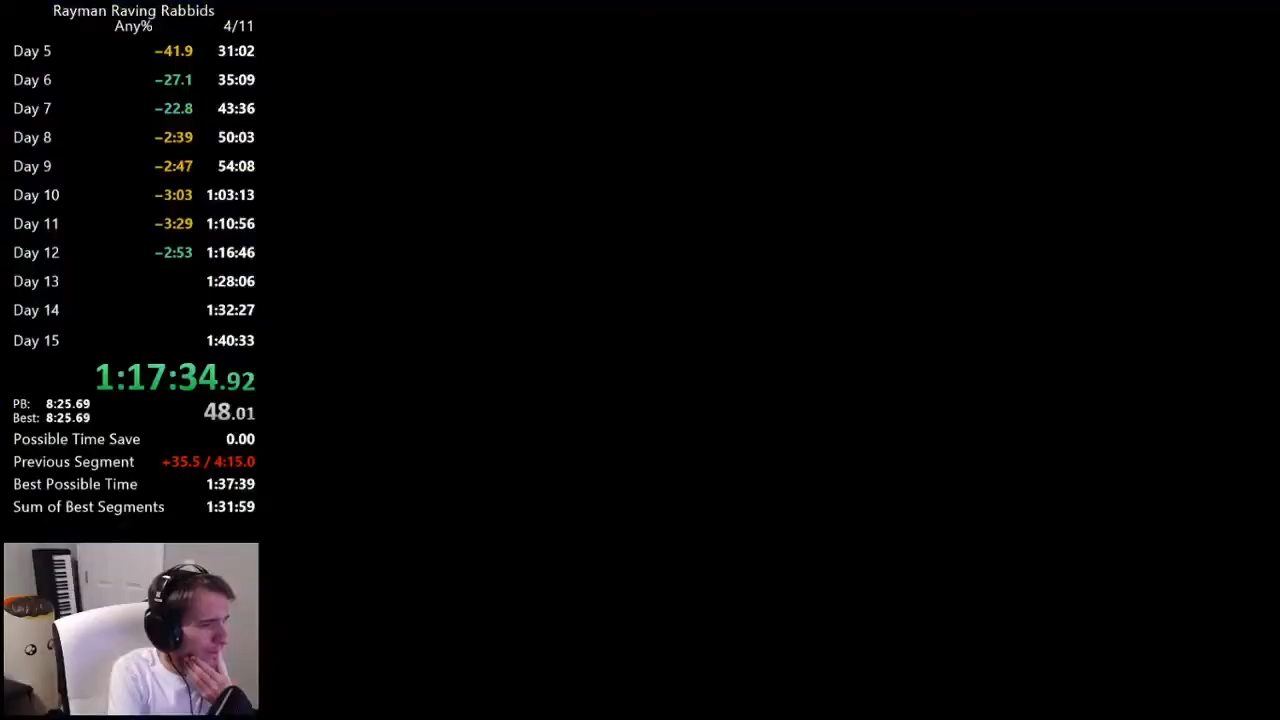 Rayman Raving Rabbids
Any% 4/11
Day 5 −41.9 31:02
Day 6 −27.1 35:09
Day 7 −22.8 43:36
Day 8 −2:39 50:03
Day 9 −2:47 54:08
Day 10 −3:03 1:03:13
Day 11 −3:29 1:10:56
Day 12 −2:53 1:16:46
Day 13 1:28:06
Day 14 1:32:27
Day 15 1:40:33
1:17:34.92
PB: 8:25.69 48.01
Best: 8:25.69
Possible Time Save 0.00
Previous Segment +35.5 / 4:15.0
Best Possible Time 1:37:39
Sum of Best Segments 1:31:59